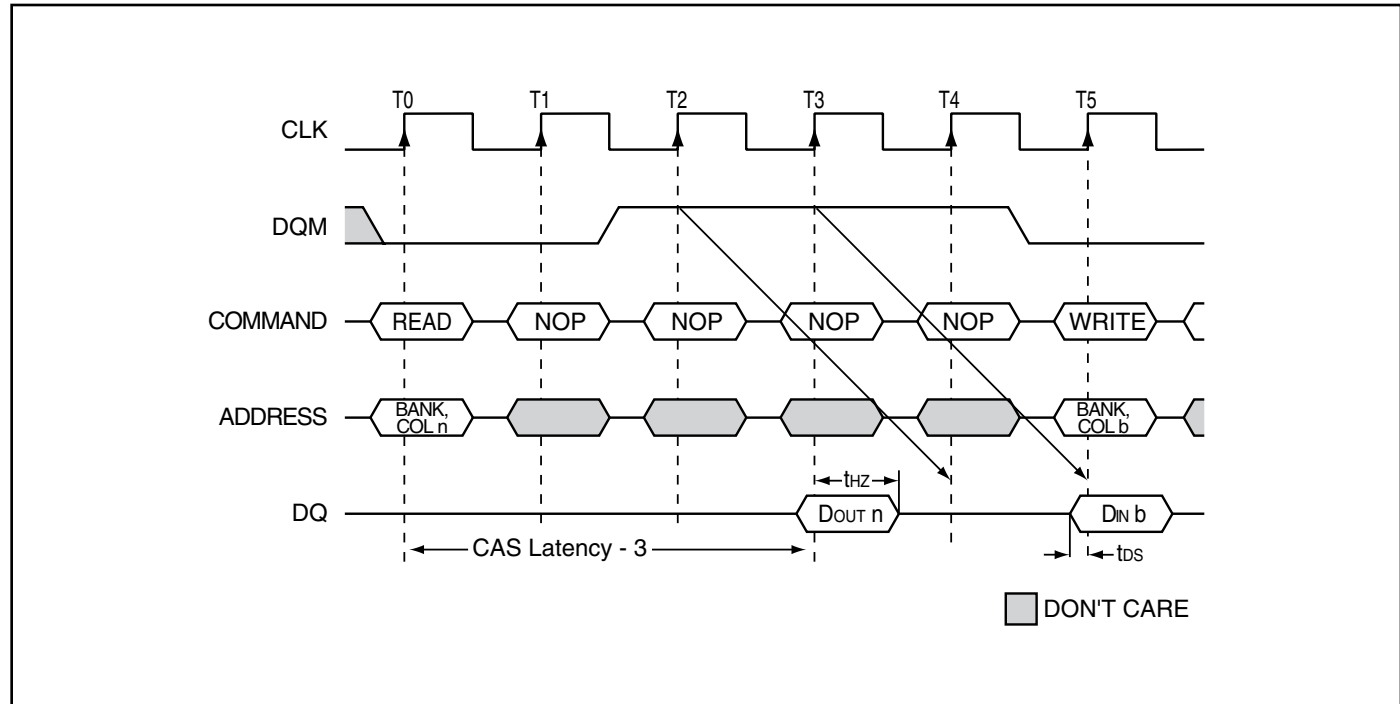 T0 T1 T2 T3 T4 T5
CLK
DQM
COMMAND READ NOP NOP NOP NOP WRITE
ADDRESS BANK, COL n BANK, COL b
tHZ
DQ DOUT n DIN b
CAS Latency - 3 tDS
DON'T CARE